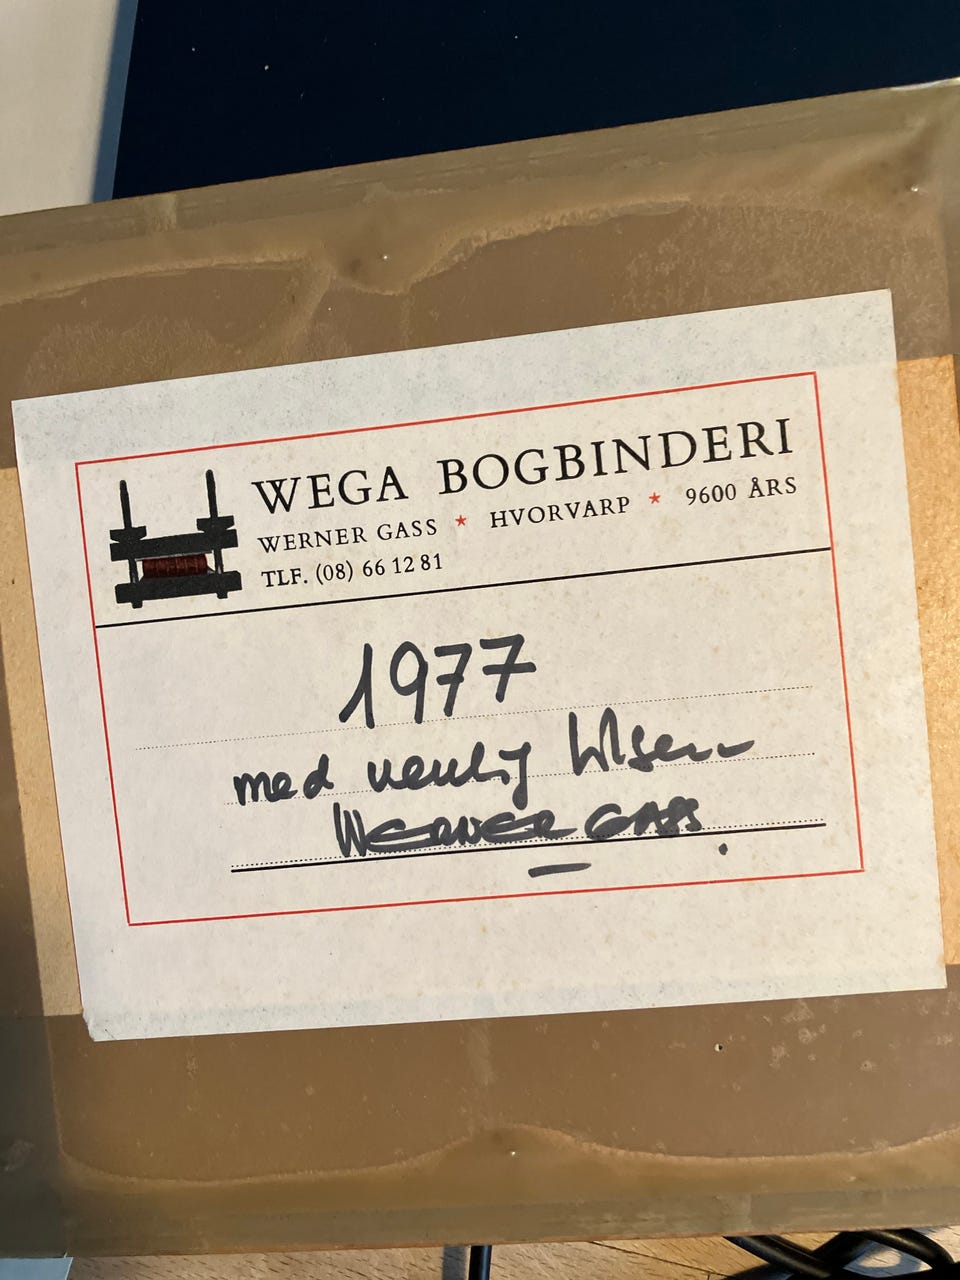 WEGA BOGBINDERI
WERNER GASS ★ HVORVARP ★ 9600 ÅRS
TLF. (08) 66 12 81
1977
med venlig hilsen
WERNER GASS.